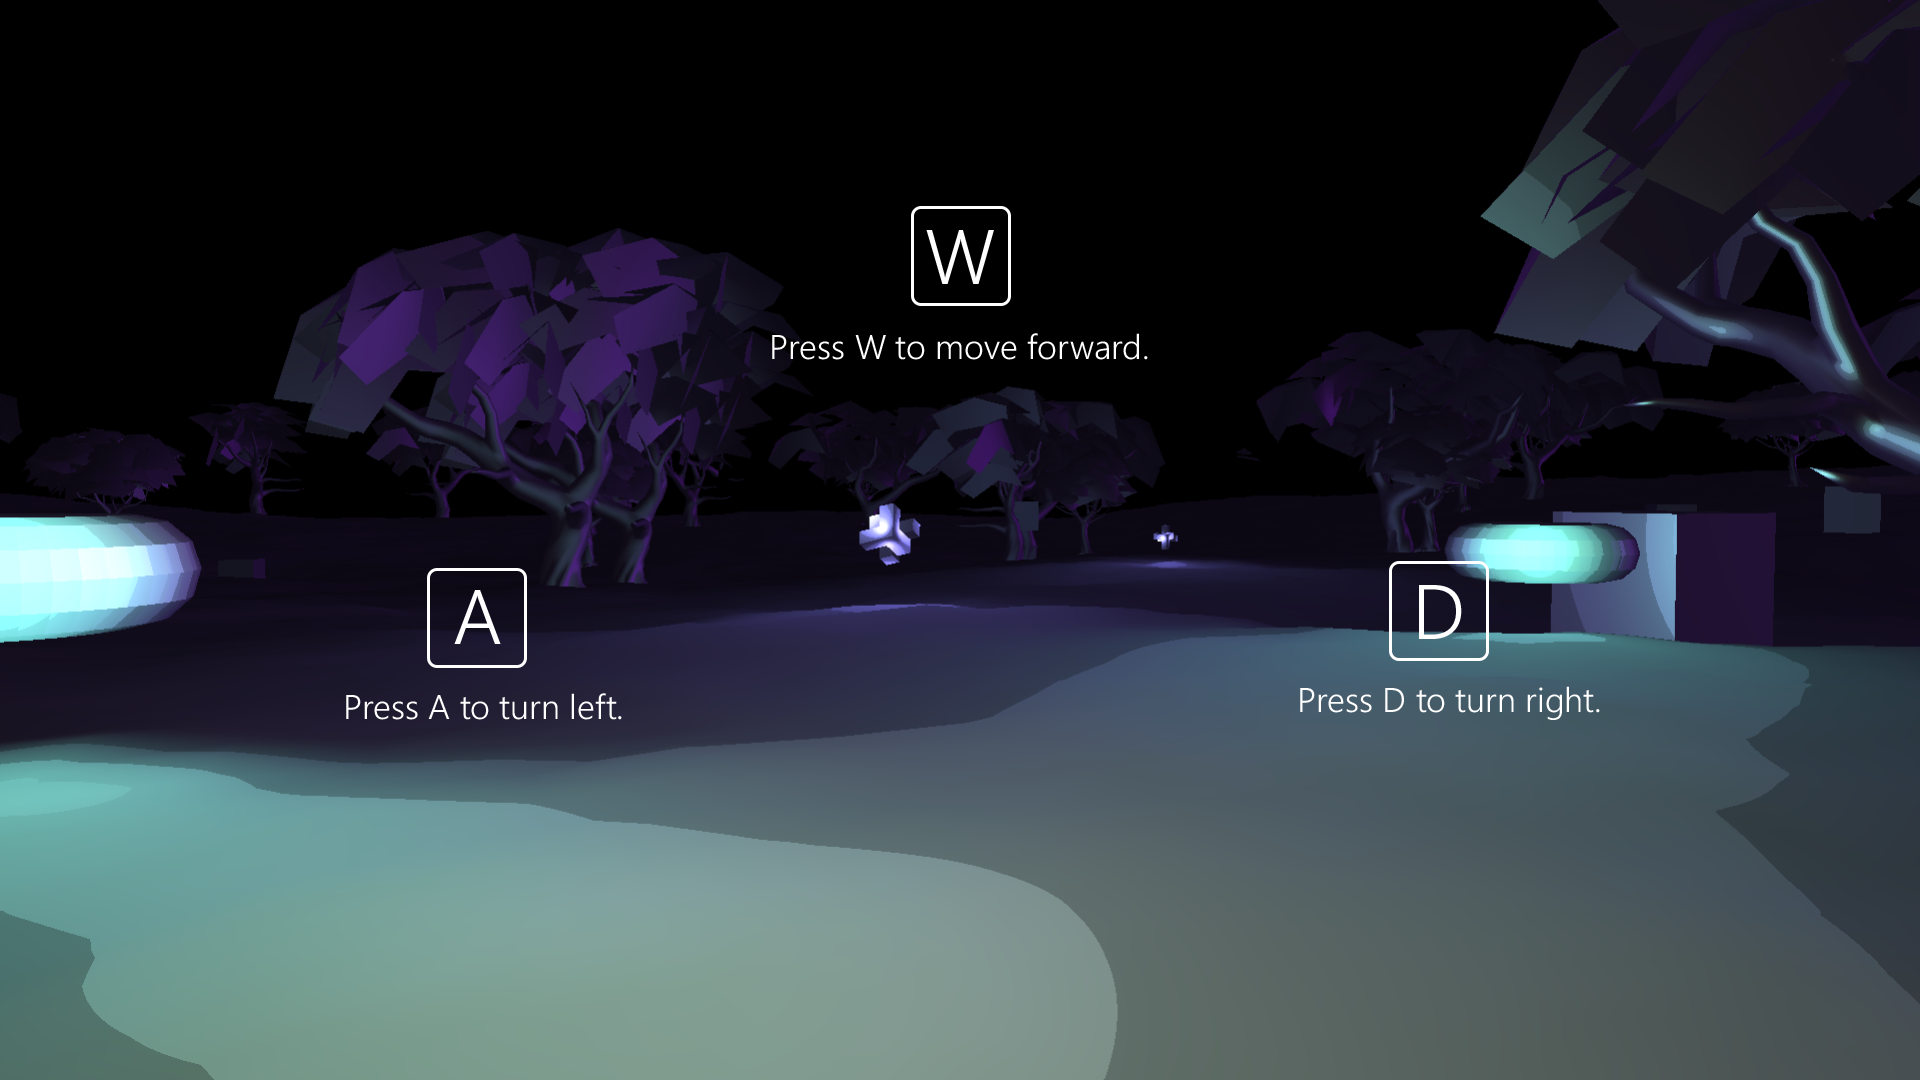 W
Press W to move forward.
A
Press A to turn left.
D
Press D to turn right.